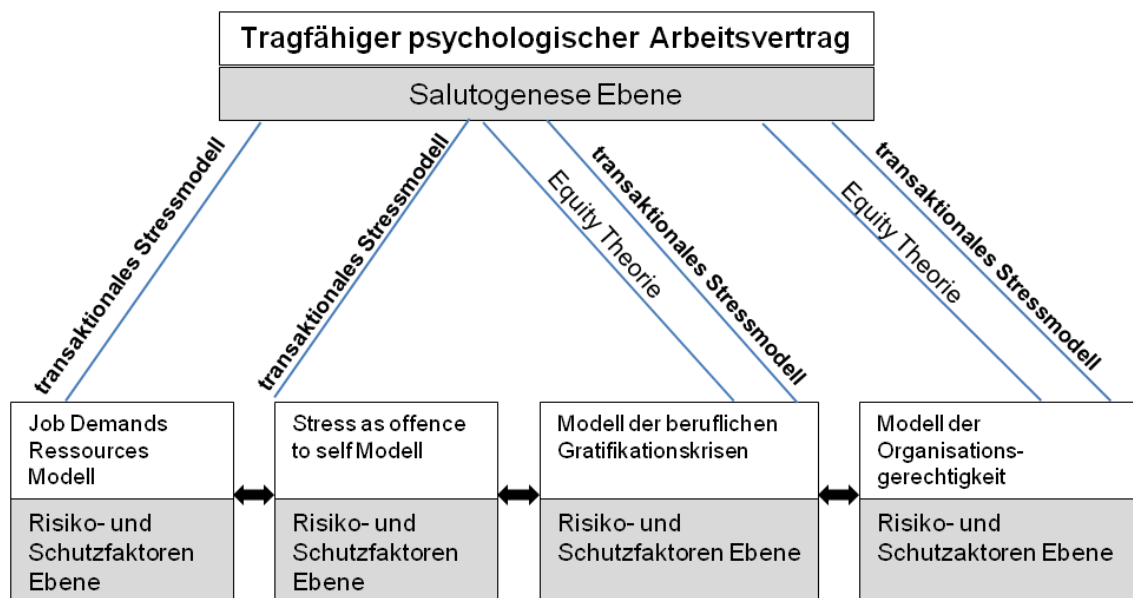 Tragfähiger psychologischer Arbeitsvertrag
Salutogenese Ebene
transaktionales Stressmodell
transaktionales Stressmodell
Equity Theorie
transaktionales Stressmodell
Equity Theorie
transaktionales Stressmodell
Job Demands
Ressources
Modell
Risiko- und
Schutzfaktoren
Ebene
Stress as offence
to self Modell
Risiko- und
Schutzfaktoren
Ebene
Modell der beruflichen
Gratifikationskrisen
Risiko- und
Schutzfaktoren Ebene
Modell der
Organisations-
gerechtigkeit
Risiko- und
Schutzaktoren Ebene